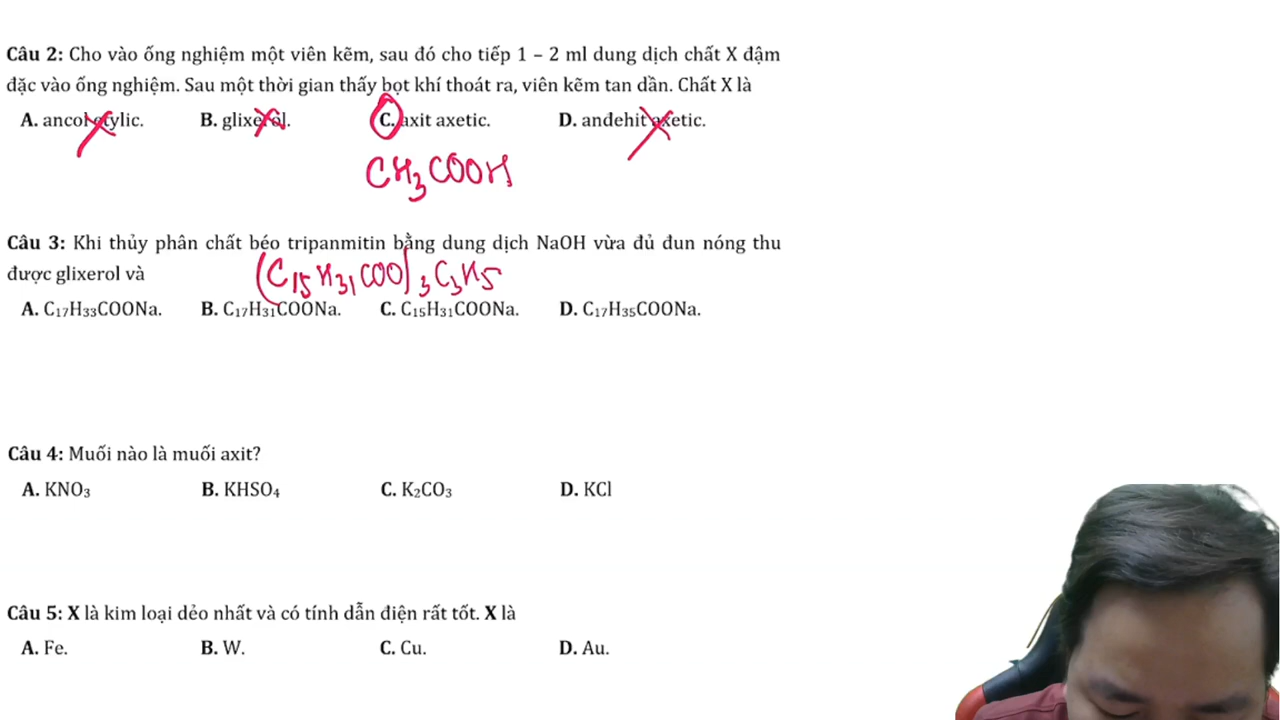 Câu 2: Cho vào ống nghiệm một viên kẽm, sau đó cho tiếp 1 – 2 ml dung dịch chất X đậm
đặc vào ống nghiệm. Sau một thời gian thấy bọt khí thoát ra, viên kẽm tan dần. Chất X là
A. ancol etylic. B. glixerol. C. axit axetic. D. andehit axetic.
CH₃COOH
Câu 3: Khi thủy phân chất béo tripanmitin bằng dung dịch NaOH vừa đủ đun nóng thu
được glixerol và
(C₁₅H₃₁COO)₃C₃H₅
A. C₁₇H₃₃COONa. B. C₁₇H₃₁COONa. C. C₁₅H₃₁COONa. D. C₁₇H₃₅COONa.
Câu 4: Muối nào là muối axit?
A. KNO₃ B. KHSO₄ C. K₂CO₃ D. KCl
Câu 5: X là kim loại dẻo nhất và có tính dẫn điện rất tốt. X là
A. Fe. B. W. C. Cu. D. Au.